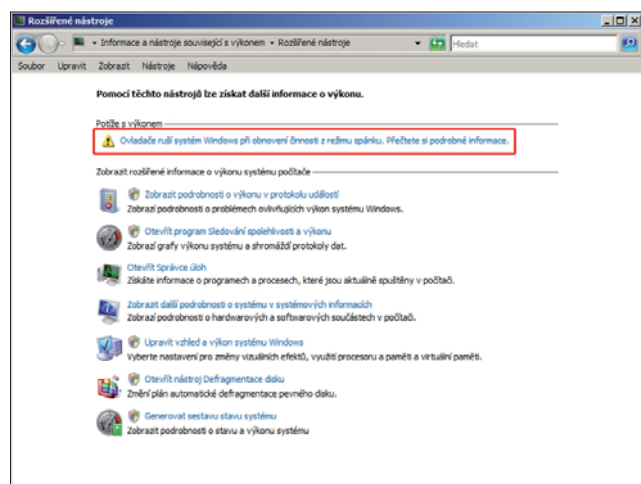 Rozšířené nástroje
Informace a nástroje související s výkonem Rozšířené nástroje Hledat
Soubor Upravit Zobrazit Nástroje Nápověda
Pomocí těchto nástrojů lze získat další informace o výkonu.
Potíže s výkonem
Ovladače ruší systém Windows při obnovení činnosti z režimu spánku. Přečtete si podrobné informace.
Zobrazit rozšířené informace o výkonu systému počítače
Zobrazit podrobnosti o výkonu v protokolu událostí
Zobrazí podrobnosti o problémech ovlivňujících výkon systému Windows.
Otevřít program Sledování spolehlivosti a výkonu
Zobrazí grafy výkonu systému a shromáždí protokoly dat.
Otevřít Správce úloh
Získáte informace o programech a procesech, které jsou aktuálně spuštěny v počítači.
Zobrazit další podrobnosti o systému v systémových informacích
Zobrazí podrobnosti o hardwarových a softwarových součástech v počítači.
Upravit vzhled a výkon systému Windows
Vyberte nastavení pro změny vizuálních efektů, využití procesoru a paměti a virtuální paměti.
Otevřít nástroj Defragmentace disku
Změní plán automatické defragmentace pevného disku.
Generovat sestavu stavu systému
Zobrazit podrobnosti o stavu a výkonu systému